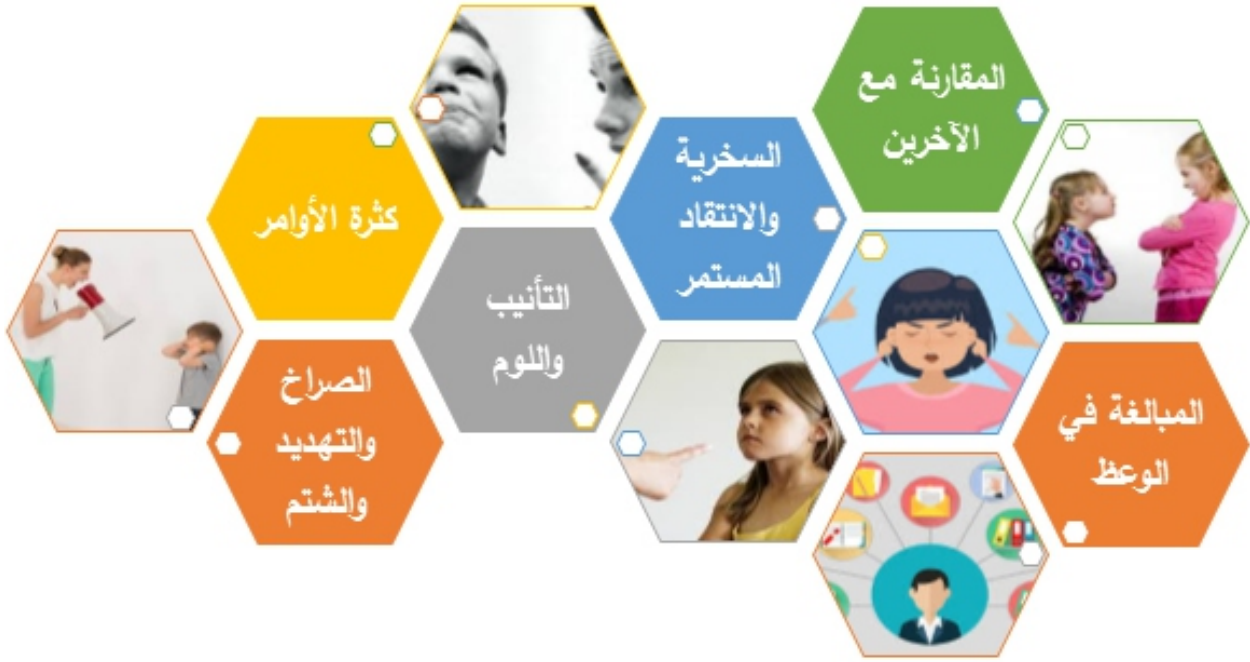 المقارنة مع
الآخرين
السخرية
والانتقاد
المستمر
كثرة الأوامر
التأنيب
واللوم
الصراخ
والتهديد
والشتم
المبالغة في
الوعظ